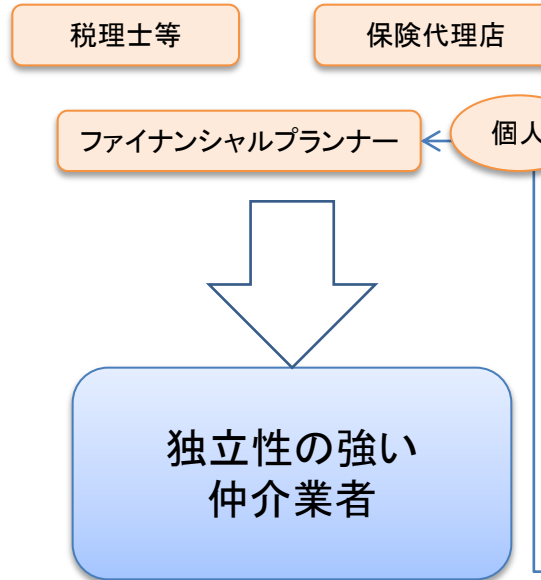 税理士等
保険代理店
ファイナンシャルプランナー
個人
独立性の強い
仲介業者